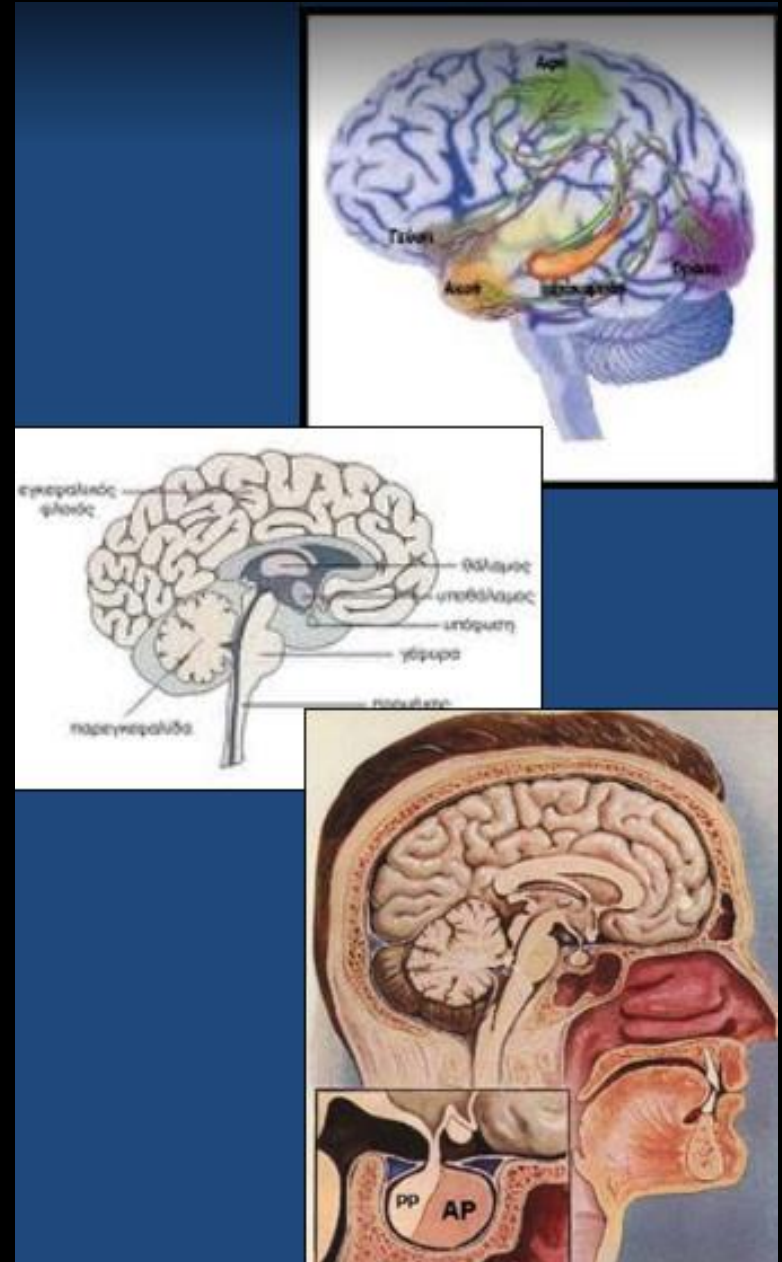 Αφή
Γεύση
Ακοή
Όραση
εγκεφαλικός
φλοιός
θάλαμος
υποθάλαμος
υπόφυση
γέφυρα
παρεγκεφαλίδα
PP
AP